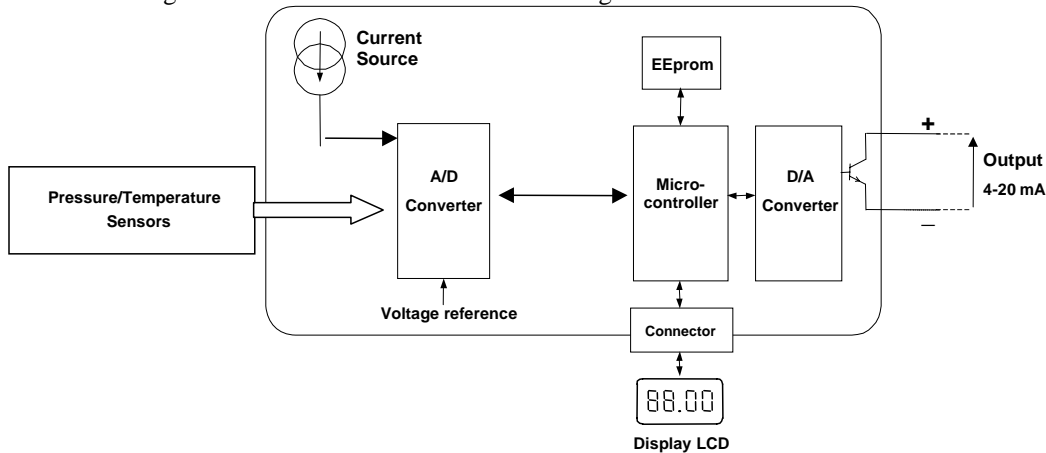 Current
Source
EEprom
+
Output
4-20 mA
–
Pressure/Temperature
Sensors
A/D
Converter
Micro-
controller
D/A
Converter
Voltage reference
Connector
88.00
Display LCD